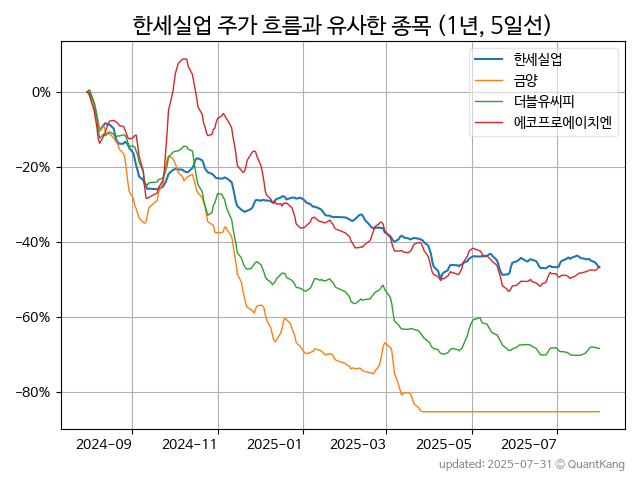 한세실업 주가 흐름과 유사한 종목 (1년, 5일선)
한세실업
금양
더블유씨피
에코프로에이치엔
0%
−20%
−40%
−60%
−80%
2024-09
2024-11
2025-01
2025-03
2025-05
2025-07
updated: 2025-07-31 © QuantKang